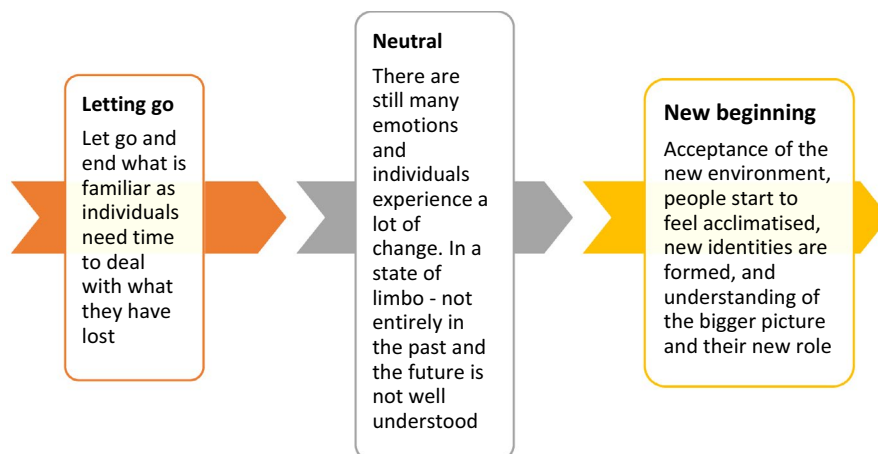 Letting go
Let go and
end what is
familiar as
individuals
need time
to deal
with what
they have
lost
Neutral
There are
still many
emotions
and
individuals
experience a
lot of
change. In a
state of
limbo - not
entirely in
the past and
the future is
not well
understood
New beginning
Acceptance of the
new environment,
people start to
feel acclimatised,
new identities are
formed, and
understanding of
the bigger picture
and their new role